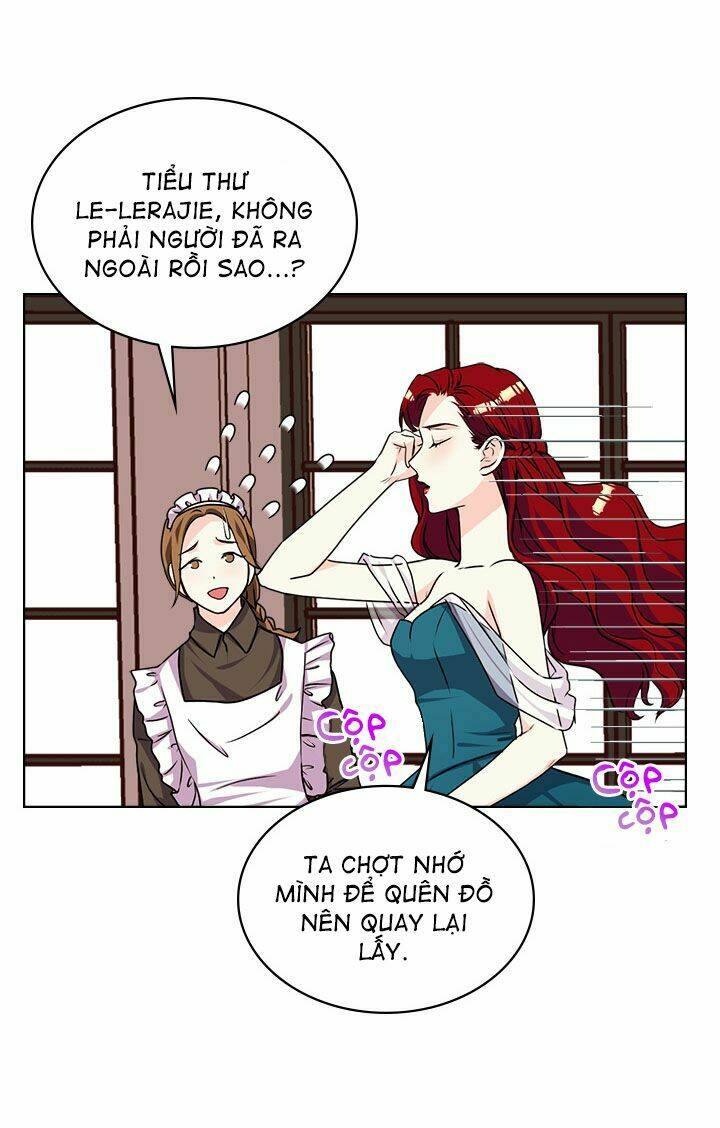 TIỂU THƯ
LE-LERAJIE, KHÔNG
PHẢI NGƯỜI ĐÃ RA
NGOÀI RỒI SAO...?
CỘP
CỘP
CỘP
CỘP
TA CHỢT NHỚ
MÌNH ĐỂ QUÊN ĐỒ
NÊN QUAY LẠI
LẤY.